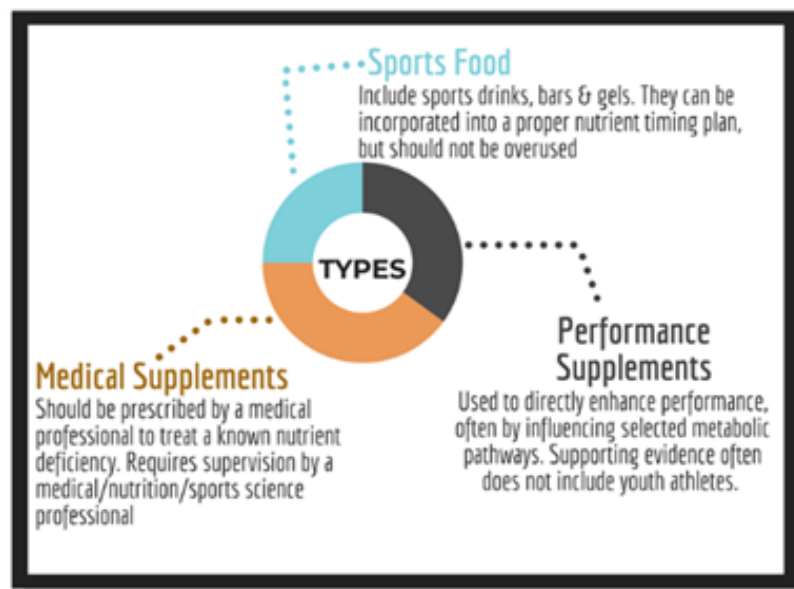 Sports Food
Include sports drinks, bars & gels. They can be
incorporated into a proper nutrient timing plan,
but should not be overused
TYPES
Performance
Supplements
Used to directly enhance performance,
often by influencing selected metabolic
pathways. Supporting evidence often
does not include youth athletes.
Medical Supplements
Should be prescribed by a medical
professional to treat a known nutrient
deficiency. Requires supervision by a
medical/nutrition/sports science
professional